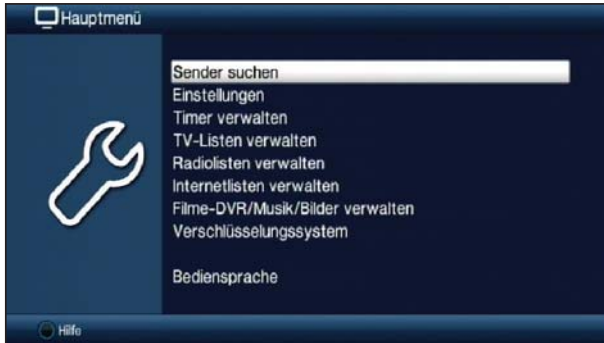 Hauptmenü
Sender suchen
Einstellungen
Timer verwalten
TV-Listen verwalten
Radiolisten verwalten
Internetlisten verwalten
Filme-DVR/Musik/Bilder verwalten
Verschlüsselungssystem
Bediensprache
Hilfe